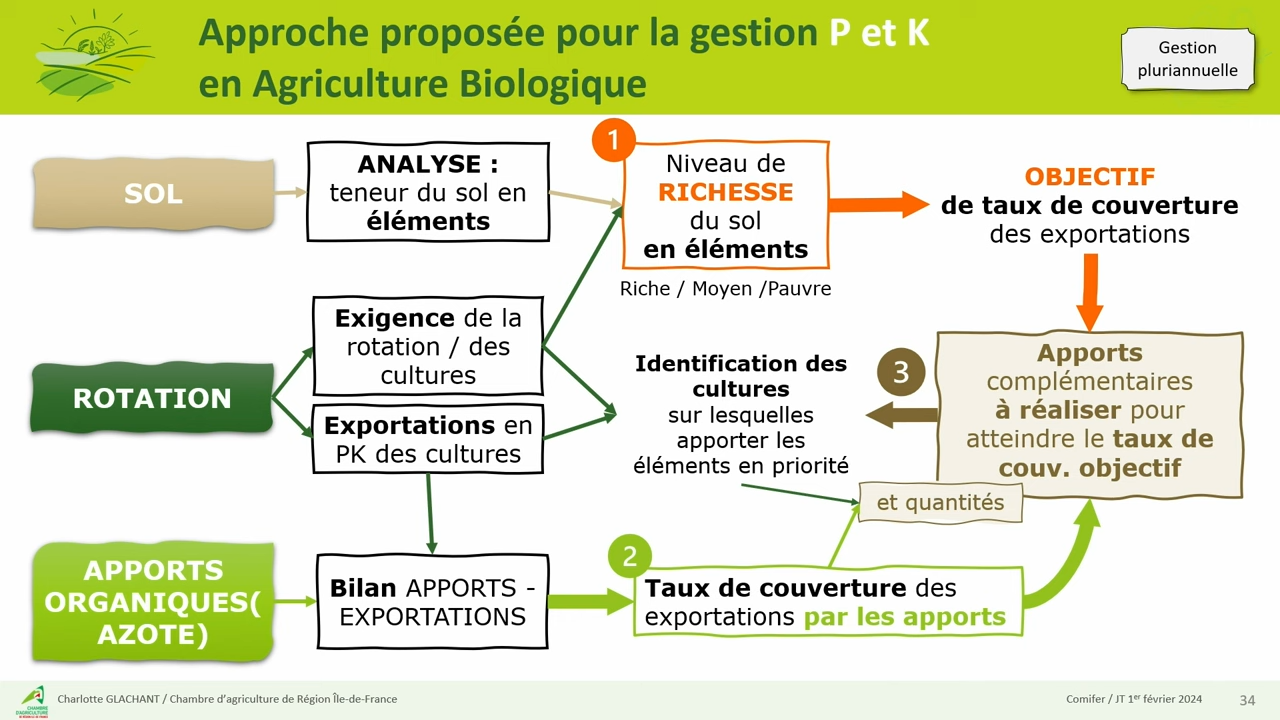 Approche proposée pour la gestion P et K
en Agriculture Biologique
Gestion
pluriannuelle
SOL
ANALYSE :
teneur du sol en
éléments
1
Niveau de
RICHESSE
du sol
en éléments
Riche / Moyen /Pauvre
OBJECTIF
de taux de couverture
des exportations
ROTATION
Exigence de la
rotation / des
cultures
Exportations en
PK des cultures
Identification des
cultures
sur lesquelles
apporter les
éléments en priorité
3
Apports
complémentaires
à réaliser pour
atteindre le taux de
couv. objectif
et quantités
APPORTS
ORGANIQUES(
AZOTE)
Bilan APPORTS -
EXPORTATIONS
2
Taux de couverture des
exportations par les apports
CHAMBRE
D'AGRICULTURE
Charlotte GLACHANT / Chambre d'agriculture de Région Île-de-France
Comifer / JT 1er février 2024
34